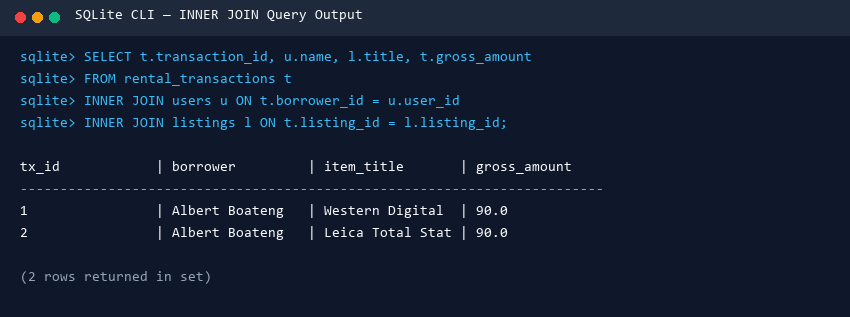 SQLite CLI — INNER JOIN Query Output
sqlite> SELECT t.transaction_id, u.name, l.title, t.gross_amount
sqlite> FROM rental_transactions t
sqlite> INNER JOIN users u ON t.borrower_id = u.user_id
sqlite> INNER JOIN listings l ON t.listing_id = l.listing_id;
tx_id | borrower | item_title | gross_amount
-------------------------------------------------------------------------
1 | Albert Boateng | Western Digital | 90.0
2 | Albert Boateng | Leica Total Stat | 90.0
(2 rows returned in set)